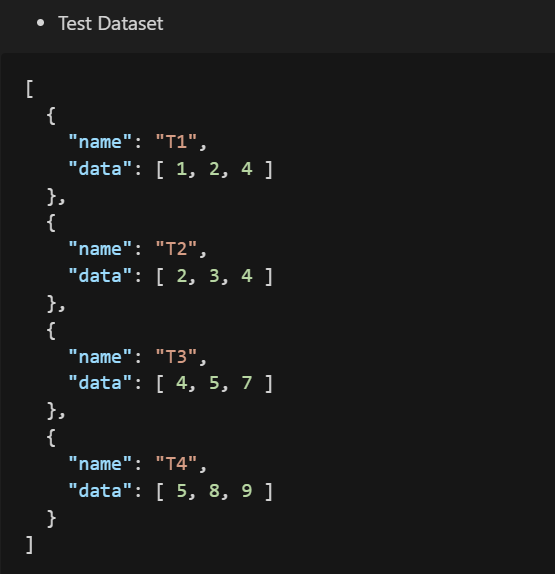 • Test Dataset
[
  {
    "name": "T1",
    "data": [ 1, 2, 4 ]
  },
  {
    "name": "T2",
    "data": [ 2, 3, 4 ]
  },
  {
    "name": "T3",
    "data": [ 4, 5, 7 ]
  },
  {
    "name": "T4",
    "data": [ 5, 8, 9 ]
  }
]